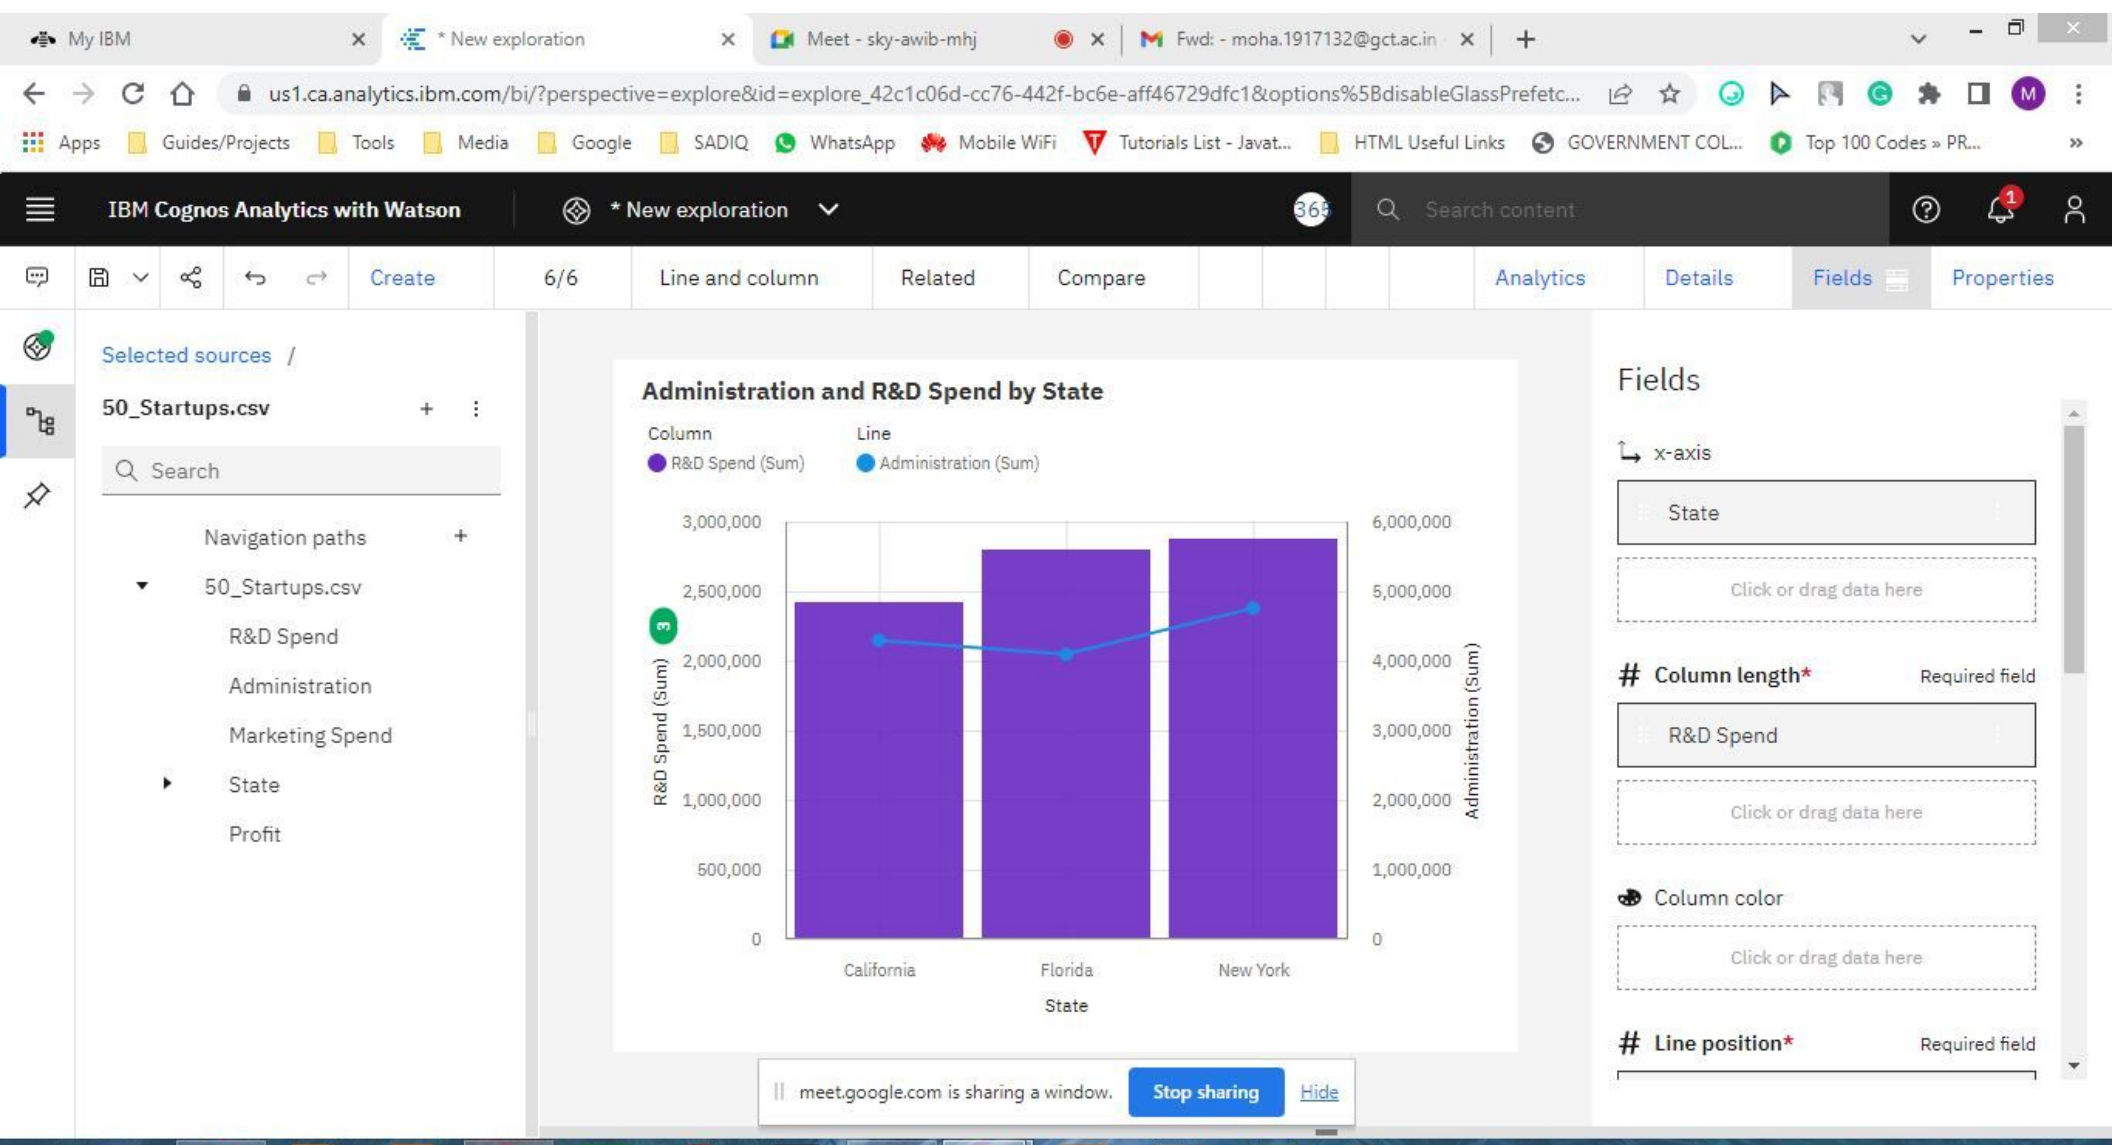 My IBM
* New exploration
Meet - sky-awib-mhj
Fwd: - moha.1917132@gct.ac.in
us1.ca.analytics.ibm.com/bi/?perspective=explore&id=explore_42c1c06d-cc76-442f-bc6e-aff46729dfc1&options%5BdisableGlassPrefetc...
M
Apps
Guides/Projects
Tools
Media
Google
SADIQ
WhatsApp
Mobile WiFi
Tutorials List - Javat...
HTML Useful Links
GOVERNMENT COL...
Top 100 Codes » PR...
»
IBM Cognos Analytics with Watson
* New exploration
365
Search content
1
Create
6/6
Line and column
Related
Compare
Analytics
Details
Fields
Properties
Selected sources /
50_Startups.csv
Search
Navigation paths
50_Startups.csv
R&D Spend
Administration
Marketing Spend
State
Profit
Administration and R&D Spend by State
Column
Line
R&D Spend (Sum)
Administration (Sum)
3
R&D Spend (Sum)
3,000,000
2,500,000
2,000,000
1,500,000
1,000,000
500,000
0
6,000,000
5,000,000
4,000,000
3,000,000
2,000,000
1,000,000
0
Administration (Sum)
California
Florida
New York
State
Fields
x-axis
State
Click or drag data here
# Column length* Required field
R&D Spend
Click or drag data here
Column color
Click or drag data here
# Line position* Required field
meet.google.com is sharing a window.
Stop sharing
Hide